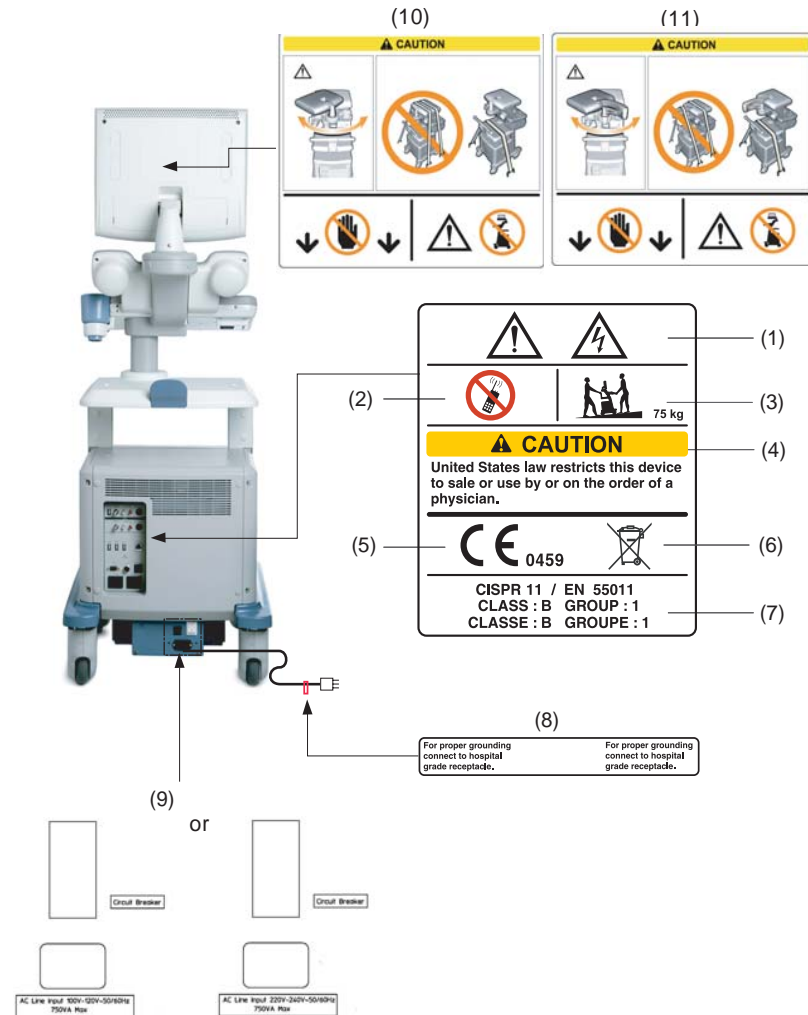 (10)
(11)
CAUTION
CAUTION
(1)
(2)
(3)
75 kg
CAUTION
(4)
United States law restricts this device
to sale or use by or on the order of a
physician.
(5)
CE 0459
(6)
CISPR 11 / EN 55011
CLASS : B GROUP : 1
CLASSE : B GROUPE : 1
(7)
(8)
For proper grounding
connect to hospital
grade receptacle.
For proper grounding
connect to hospital
grade receptacle.
(9)
or
Circuit Breaker
Circuit Breaker
AC Line Input 100V-120V~50/60Hz
750VA Max
AC Line Input 220V-240V~50/60Hz
750VA Max